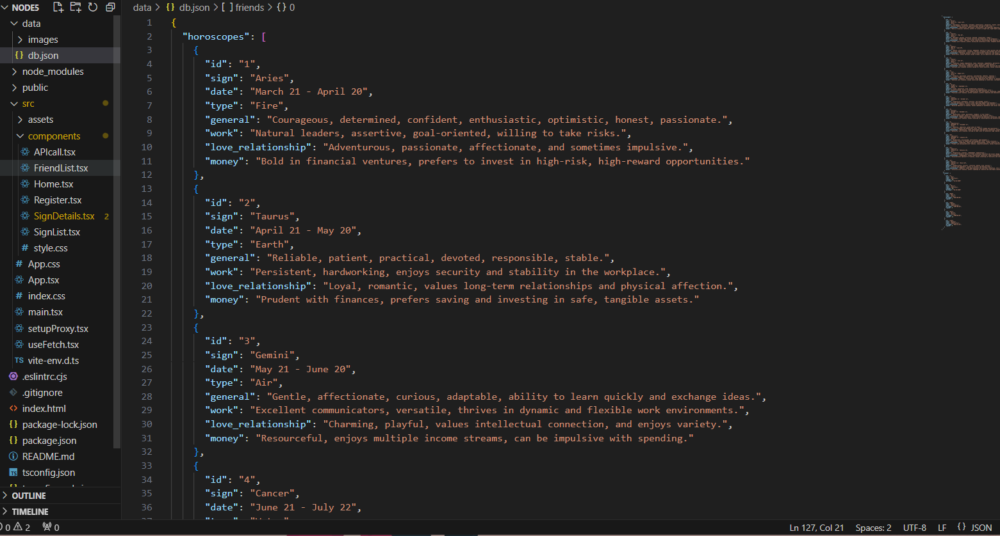 NODE5
data
images
{} db.json
node_modules
public
src
assets
components
APIcall.tsx
FriendList.tsx
Home.tsx
Register.tsx
SignDetails.tsx 2
SignList.tsx
# style.css
# App.css
App.tsx
# index.css
main.tsx
setupProxy.tsx
useFetch.tsx
TS vite-env.d.ts
.eslintrc.cjs
.gitignore
<> index.html
{} package-lock.json
{} package.json
README.md
TS tsconfig.json
OUTLINE
TIMELINE
data > {} db.json > [ ] friends > {} 0
1 {
2 "horoscopes": [
3 {
4 "id": "1",
5 "sign": "Aries",
6 "date": "March 21 - April 20",
7 "type": "Fire",
8 "general": "Courageous, determined, confident, enthusiastic, optimistic, honest, passionate.",
9 "work": "Natural leaders, assertive, goal-oriented, willing to take risks.",
10 "love_relationship": "Adventurous, passionate, affectionate, and sometimes impulsive.",
11 "money": "Bold in financial ventures, prefers to invest in high-risk, high-reward opportunities."
12 },
13 {
14 "id": "2",
15 "sign": "Taurus",
16 "date": "April 21 - May 20",
17 "type": "Earth",
18 "general": "Reliable, patient, practical, devoted, responsible, stable.",
19 "work": "Persistent, hardworking, enjoys security and stability in the workplace.",
20 "love_relationship": "Loyal, romantic, values long-term relationships and physical affection.",
21 "money": "Prudent with finances, prefers saving and investing in safe, tangible assets."
22 },
23 {
24 "id": "3",
25 "sign": "Gemini",
26 "date": "May 21 - June 20",
27 "type": "Air",
28 "general": "Gentle, affectionate, curious, adaptable, ability to learn quickly and exchange ideas.",
29 "work": "Excellent communicators, versatile, thrives in dynamic and flexible work environments.",
30 "love_relationship": "Charming, playful, values intellectual connection, and enjoys variety.",
31 "money": "Resourceful, enjoys multiple income streams, can be impulsive with spending."
32 },
33 {
34 "id": "4",
35 "sign": "Cancer",
36 "date": "June 21 - July 22",
0 2 0
Ln 127, Col 21 Spaces: 2 UTF-8 LF {} JSON